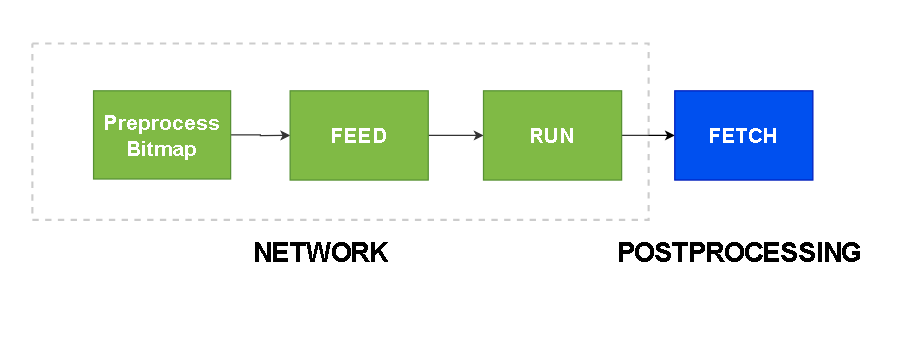 Preprocess
Bitmap
FEED
RUN
FETCH
NETWORK
POSTPROCESSING